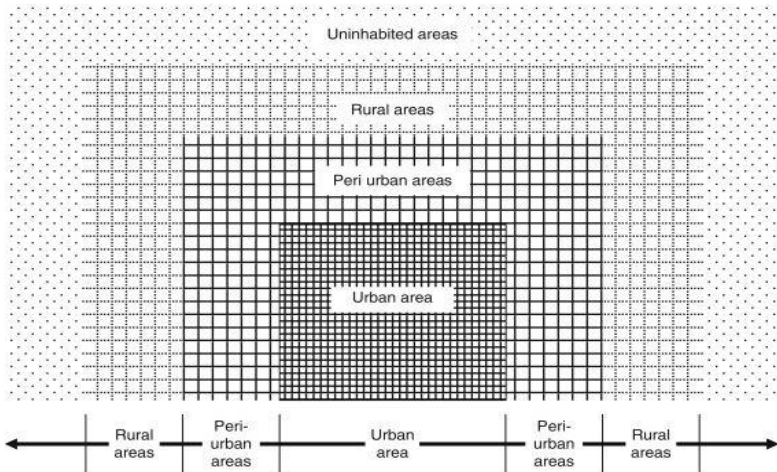 Uninhabited areas
Rural areas
Peri urban areas
Urban area
Rural
areas
Peri-
urban
areas
Urban
area
Peri-
urban
areas
Rural
areas